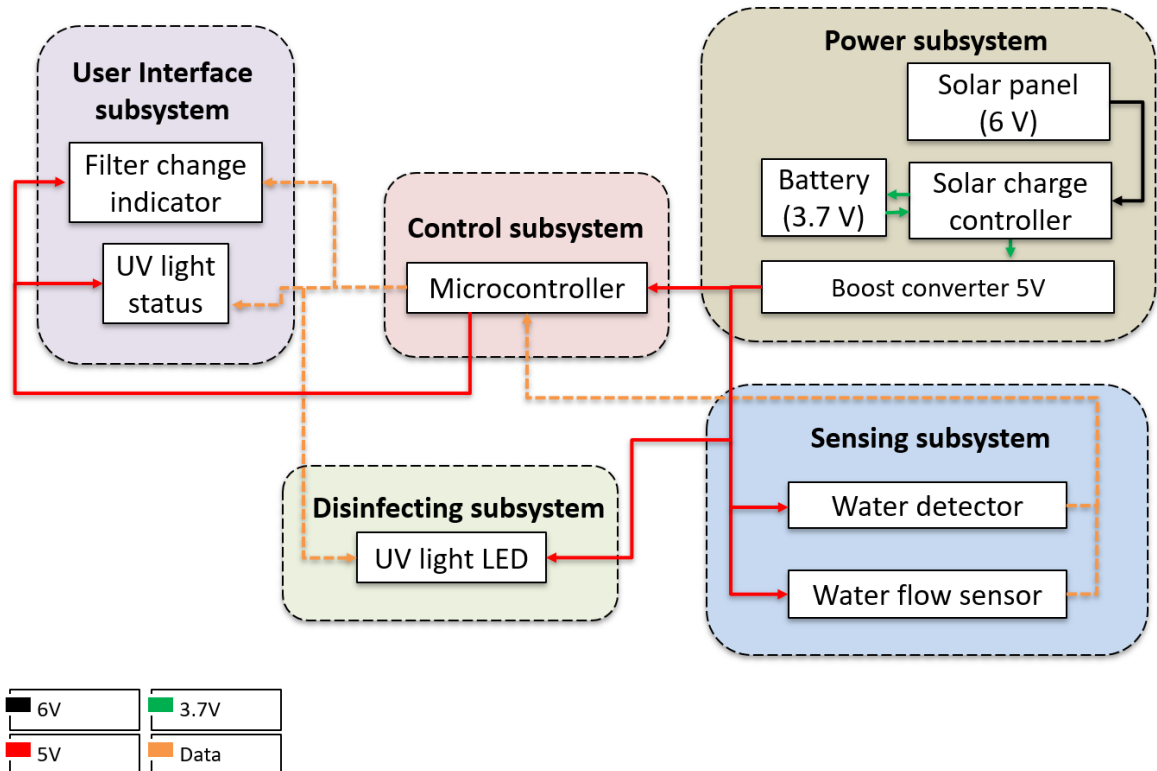 User Interface
subsystem
Filter change
indicator
UV light
status
Control subsystem
Microcontroller
Power subsystem
Solar panel
(6 V)
Battery
(3.7 V)
Solar charge
controller
Boost converter 5V
Disinfecting subsystem
UV light LED
Sensing subsystem
Water detector
Water flow sensor
6V
3.7V
5V
Data